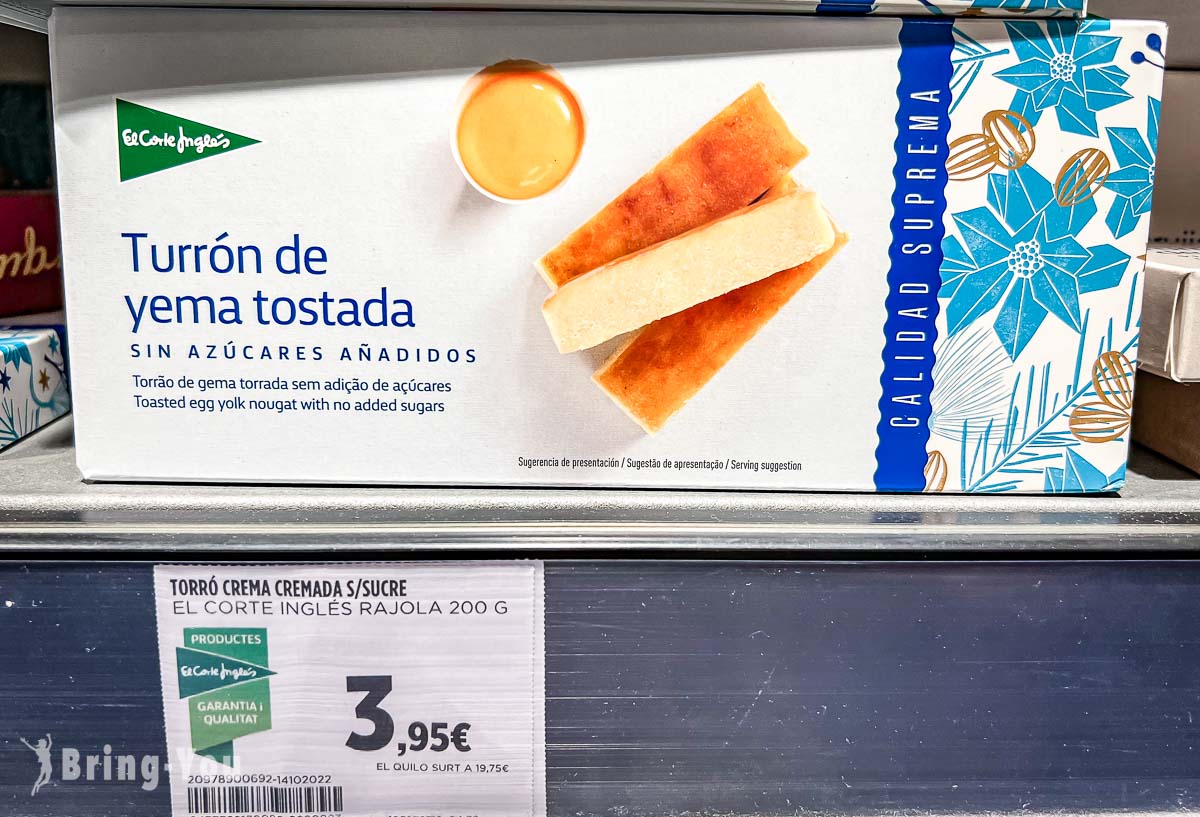 El Corte Inglés
Turrón de
yema tostada
SIN AZÚCARES AÑADIDOS
Torrão de gema torrada sem adição de açúcares
Toasted egg yolk nougat with no added sugars
Sugerencia de presentación / Sugestão de apresentação / Serving suggestion
CALIDAD SUPREMA
TORRÓ CREMA CREMADA S/SUCRE
EL CORTE INGLÉS RAJOLA 200 G
PRODUCTES
El Corte Inglés
GARANTIA i
QUALITAT
3,95€
EL QUILO SURT A 19,75€
20978900692-14102022
Bring-You